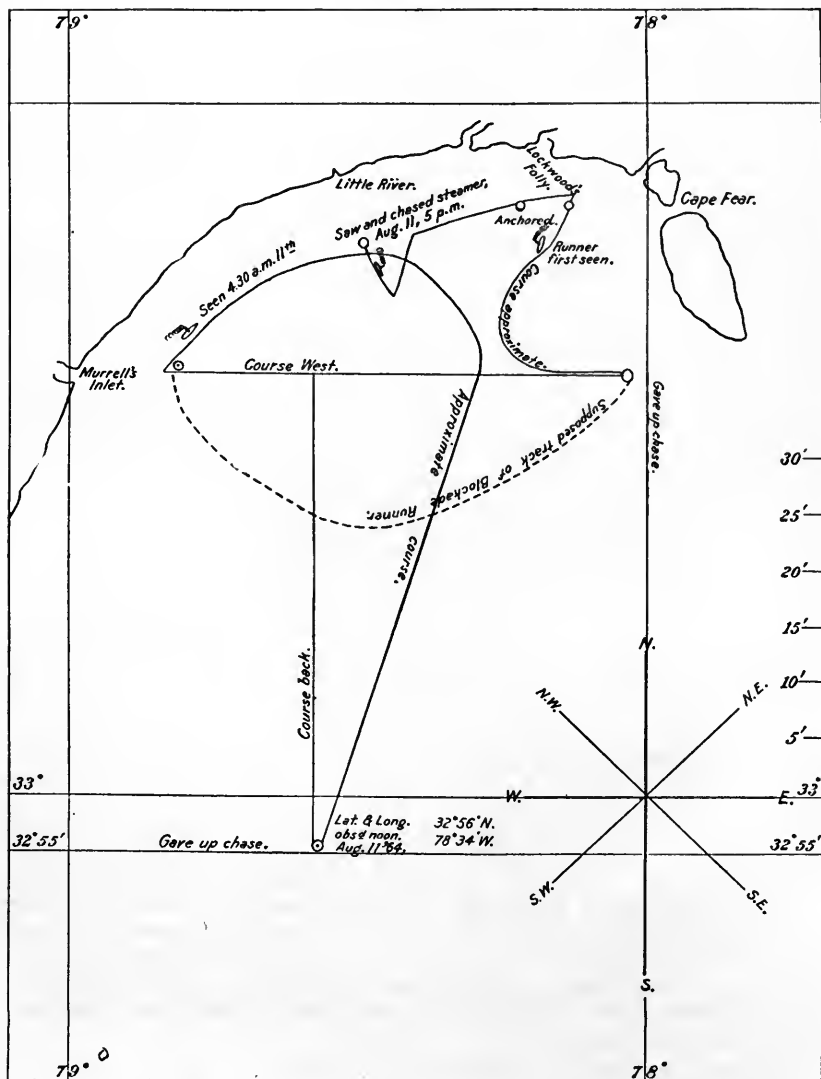 79°
78°
Little River.
Lockwood's
Folly.
Cape Fear.
Saw and chased steamer,
Aug. 11, 5 p.m.
Anchored.
Runner
first seen.
Seen 4.30 a.m. 11th
Course approximate.
Murrell's
Inlet.
Course West.
Gave up chase.
Approximate
course.
Supposed track of Blockade Runner.
30'
25'
20'
15'
10'
5'
Course back.
N.
N.W.
N.E.
33°
W.
E.
33°
Lat. & Long.
obsd noon.
Aug. 11th 64.
32°56'N.
78°34'W.
32°55'
Gave up chase.
32°55'
S.W.
S.E.
S.
79°
78°